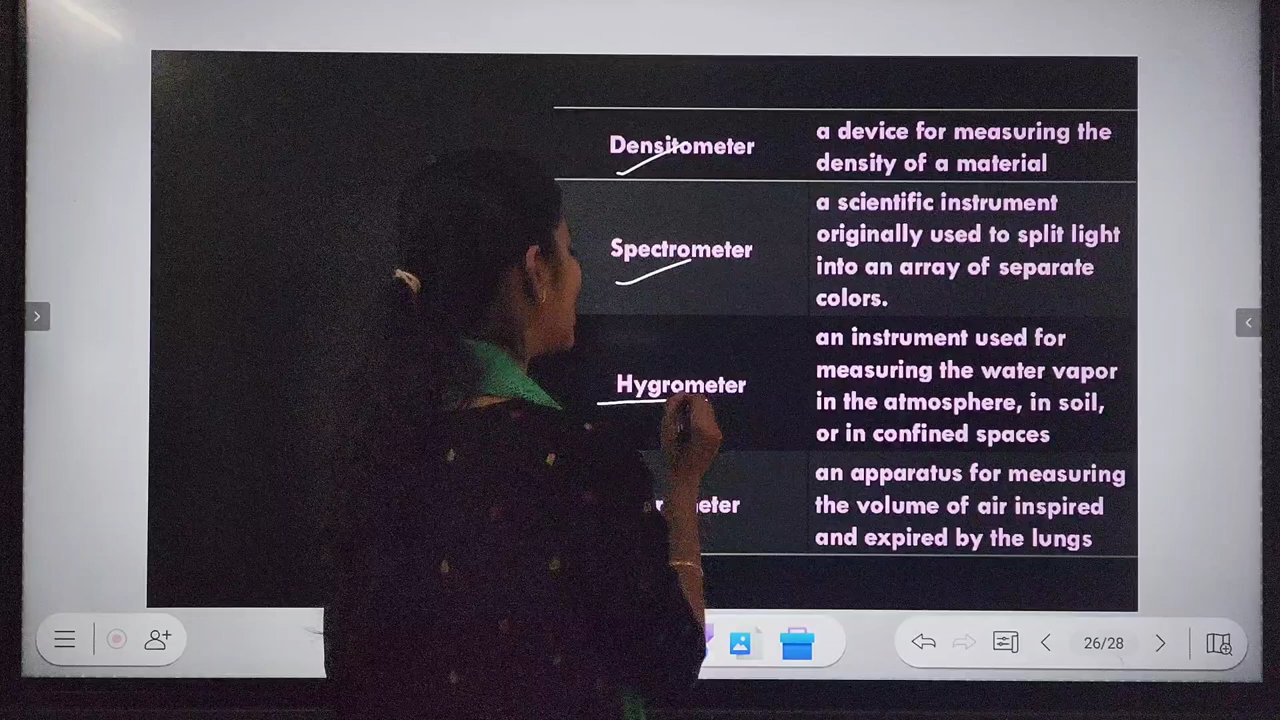 Densitometer
a device for measuring the
density of a material
Spectrometer
a scientific instrument
originally used to split light
into an array of separate
colors.
Hygrometer
an instrument used for
measuring the water vapor
in the atmosphere, in soil,
or in confined spaces
an apparatus for measuring
the volume of air inspired
and expired by the lungs
26/28